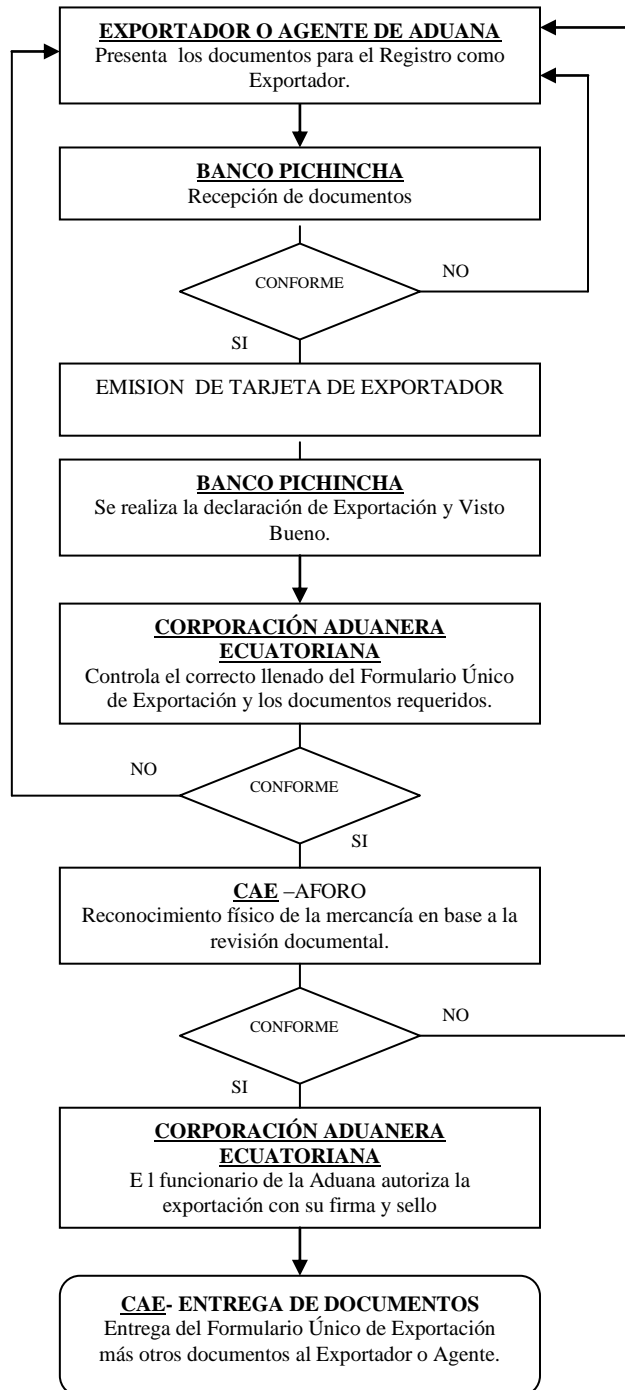 EXPORTADOR O AGENTE DE ADUANA
Presenta los documentos para el Registro como
Exportador.
BANCO PICHINCHA
Recepción de documentos
CONFORME
NO
SI
EMISION DE TARJETA DE EXPORTADOR
BANCO PICHINCHA
Se realiza la declaración de Exportación y Visto
Bueno.
CORPORACIÓN ADUANERA
ECUATORIANA
Controla el correcto llenado del Formulario Único
de Exportación y los documentos requeridos.
NO
CONFORME
SI
CAE –AFORO
Reconocimiento físico de la mercancía en base a la
revisión documental.
CONFORME
NO
SI
CORPORACIÓN ADUANERA
ECUATORIANA
E l funcionario de la Aduana autoriza la
exportación con su firma y sello
CAE- ENTREGA DE DOCUMENTOS
Entrega del Formulario Único de Exportación
más otros documentos al Exportador o Agente.